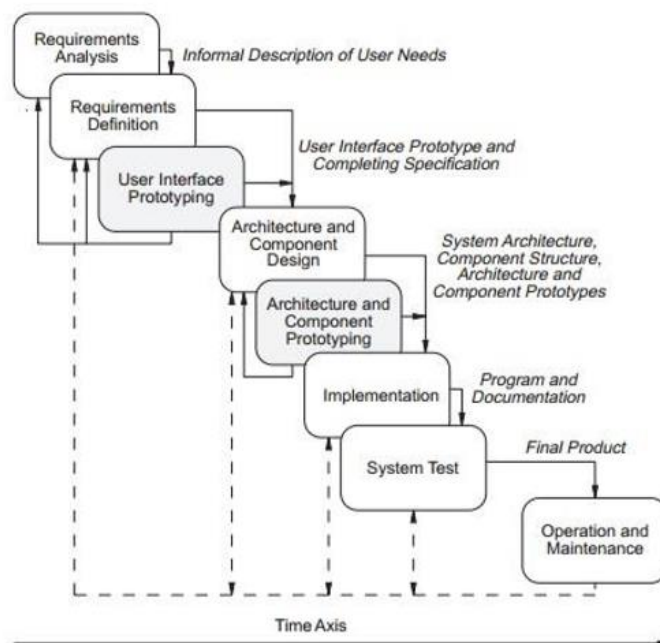 Requirements
Analysis
Informal Description of User Needs
Requirements
Definition
User Interface Prototype and
Completing Specification
User Interface
Prototyping
Architecture and
Component
Design
System Architecture,
Component Structure,
Architecture and
Component Prototypes
Architecture and
Component
Prototyping
Implementation
Program and
Documentation
System Test
Final Product
Operation and
Maintenance
Time Axis